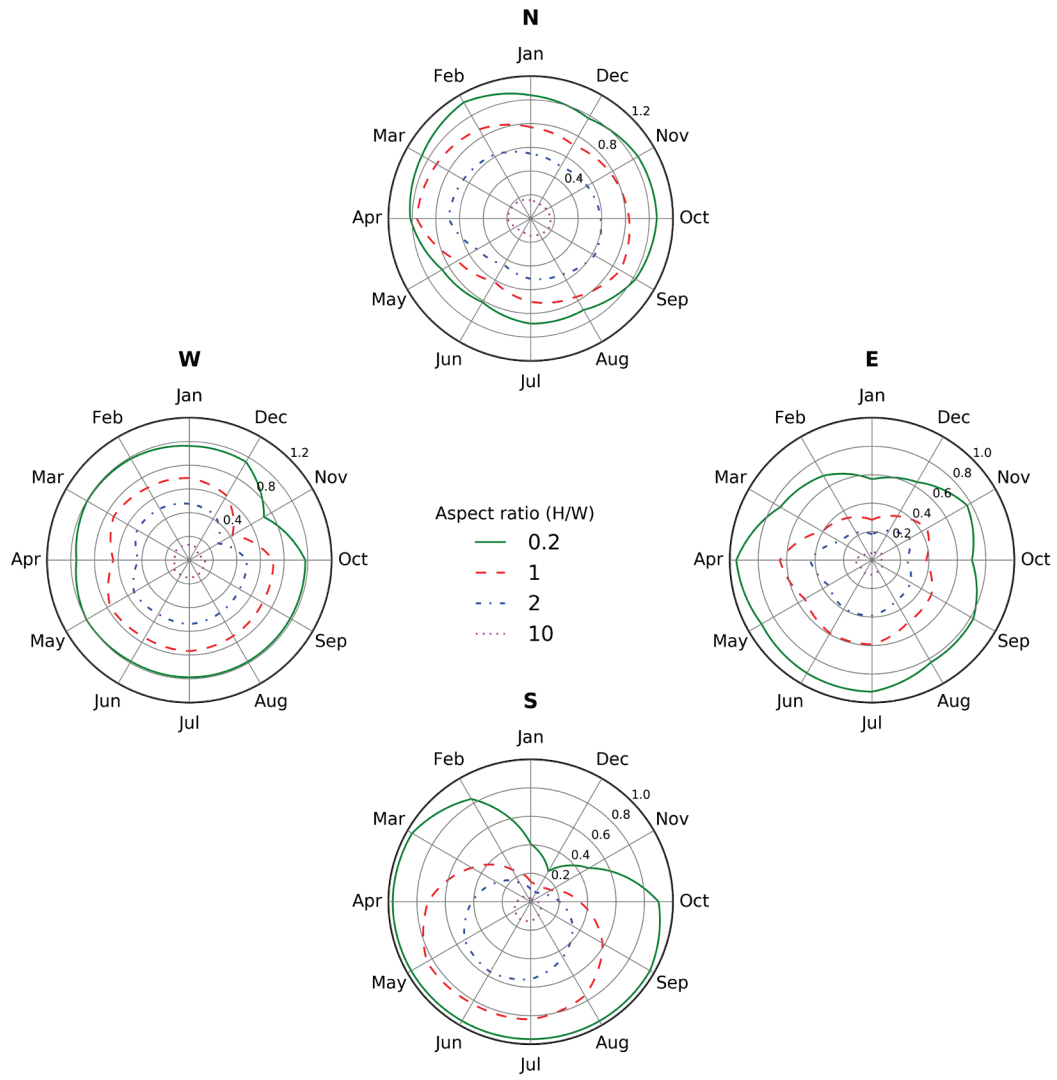 N
Jan
Feb
Dec
1.2
Mar
0.8
Nov
0.4
Apr
Oct
May
Sep
Jun
Aug
Jul
W
Jan
Feb
Dec
1.2
Mar
0.8
Nov
0.4
Apr
Oct
May
Sep
Jun
Aug
Jul
Aspect ratio (H/W)
0.2
1
2
10
E
Jan
Feb
Dec
1.0
Mar
0.8
Nov
0.6
0.4
0.2
Apr
Oct
May
Sep
Jun
Aug
Jul
S
Jan
Feb
Dec
1.0
Mar
0.8
Nov
0.6
0.4
0.2
Apr
Oct
May
Sep
Jun
Aug
Jul